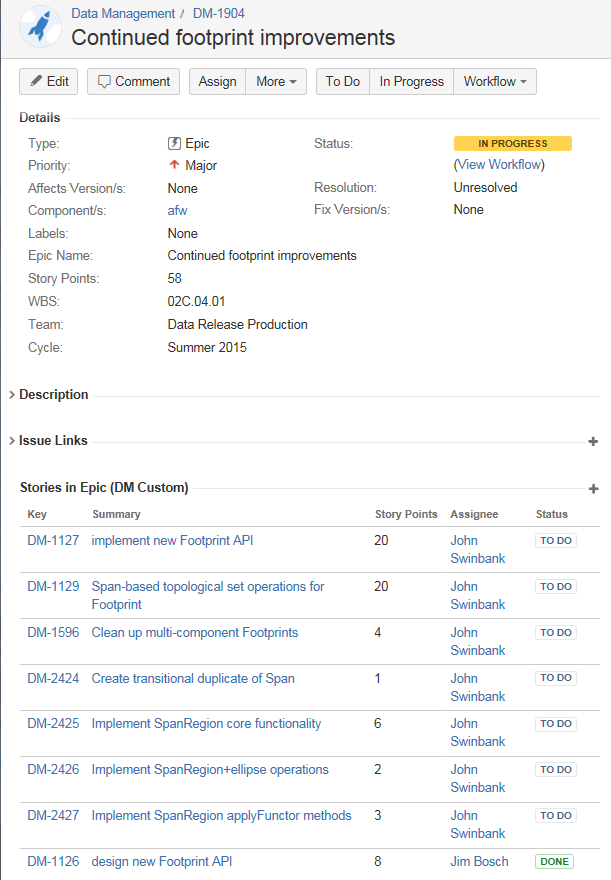 Data Management / DM-1904
Continued footprint improvements
Edit Comment Assign More To Do In Progress Workflow
Details
Type: Epic Status: IN PROGRESS
Priority: Major (View Workflow)
Affects Version/s: None Resolution: Unresolved
Component/s: afw Fix Version/s: None
Labels: None
Epic Name: Continued footprint improvements
Story Points: 58
WBS: 02C.04.01
Team: Data Release Production
Cycle: Summer 2015
Description
Issue Links
Stories in Epic (DM Custom)
Key Summary Story Points Assignee Status
DM-1127 implement new Footprint API 20 John TO DO
Swinbank
DM-1129 Span-based topological set operations for 20 John TO DO
Footprint Swinbank
DM-1596 Clean up multi-component Footprints 4 John TO DO
Swinbank
DM-2424 Create transitional duplicate of Span 1 John TO DO
Swinbank
DM-2425 Implement SpanRegion core functionality 6 John TO DO
Swinbank
DM-2426 Implement SpanRegion+ellipse operations 2 John TO DO
Swinbank
DM-2427 Implement SpanRegion applyFunctor methods 3 John TO DO
Swinbank
DM-1126 design new Footprint API 8 Jim Bosch DONE